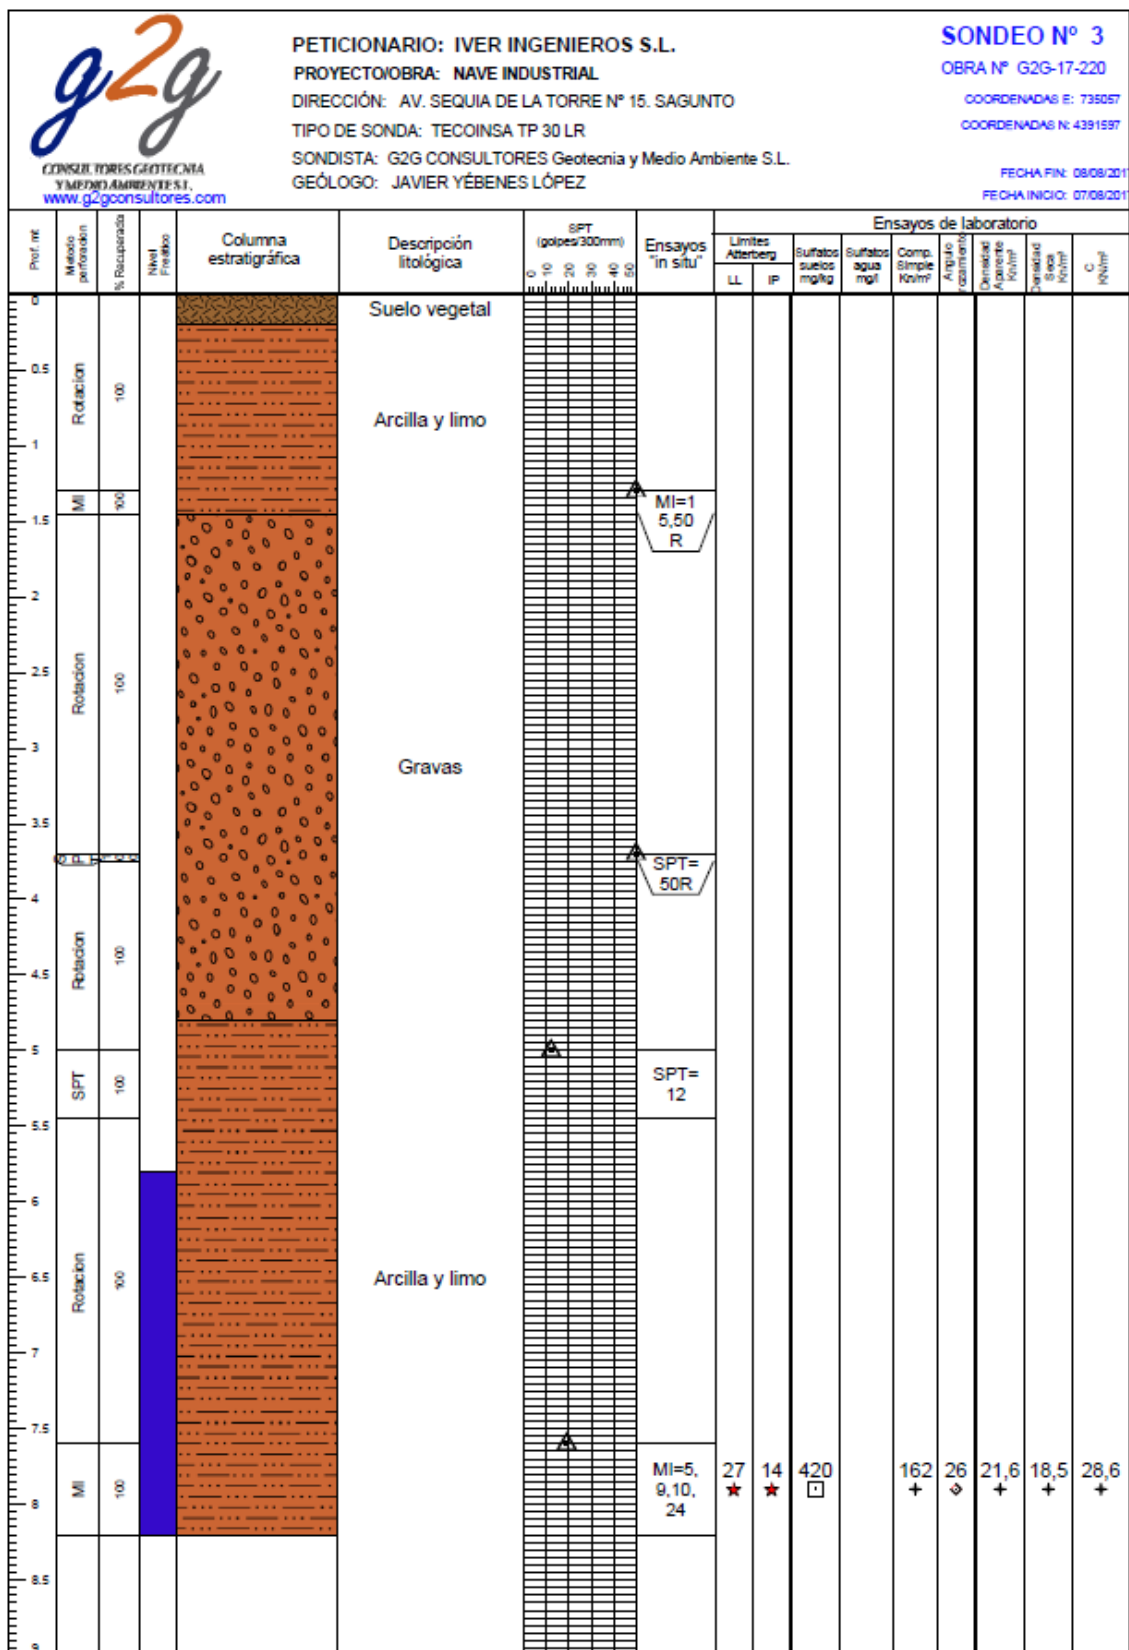 g2g
CONSULTORES GEOTECNIA
Y MEDIO AMBIENTE S.L.
www.g2gconsultores.com
PETICIONARIO: IVER INGENIEROS S.L.
PROYECTO/OBRA: NAVE INDUSTRIAL
DIRECCIÓN: AV. SEQUIA DE LA TORRE Nº 15. SAGUNTO
TIPO DE SONDA: TECOINSA TP 30 LR
SONDISTA: G2G CONSULTORES Geotecnia y Medio Ambiente S.L.
GEÓLOGO: JAVIER YÉBENES LÓPEZ
SONDEO Nº 3
OBRA Nº G2G-17-220
COORDENADAS E: 735057
COORDENADAS N: 4391597
FECHA FIN: 08/08/201
FECHA INICIO: 07/08/201
Prof. mt
Metodo
perforacion
% Recuperada
Nivel
Freatico
Columna
estratigráfica
Descripción
litológica
SPT
(golpes/300mm)
0 10 20 30 40 50
Ensayos
"in situ"
Ensayos de laboratorio
Limites
Atterberg
LL IP
Sulfatos
suelos
mg/kg
Sulfatos
agua
mg/l
Comp.
Simple
Kn/m²
Angulo
rozamiento
Densidad
Aparente
Kn/m³
Densidad
Seca
Kn/m³
C
KN/m²
0
Suelo vegetal
0.5
Rotacion
100
Arcilla y limo
1
MI
100
MI=1
5,50
R
1.5
2
2.5
Rotacion
100
3
Gravas
3.5
SPT
100
SPT=
50R
4
Rotacion
100
4.5
5
SPT
100
SPT=
12
5.5
6
Rotacion
100
6.5
Arcilla y limo
7
7.5
MI
100
MI=5,
9,10,
24
27 14 420 162 26 21,6 18,5 28,6
8
8.5
9